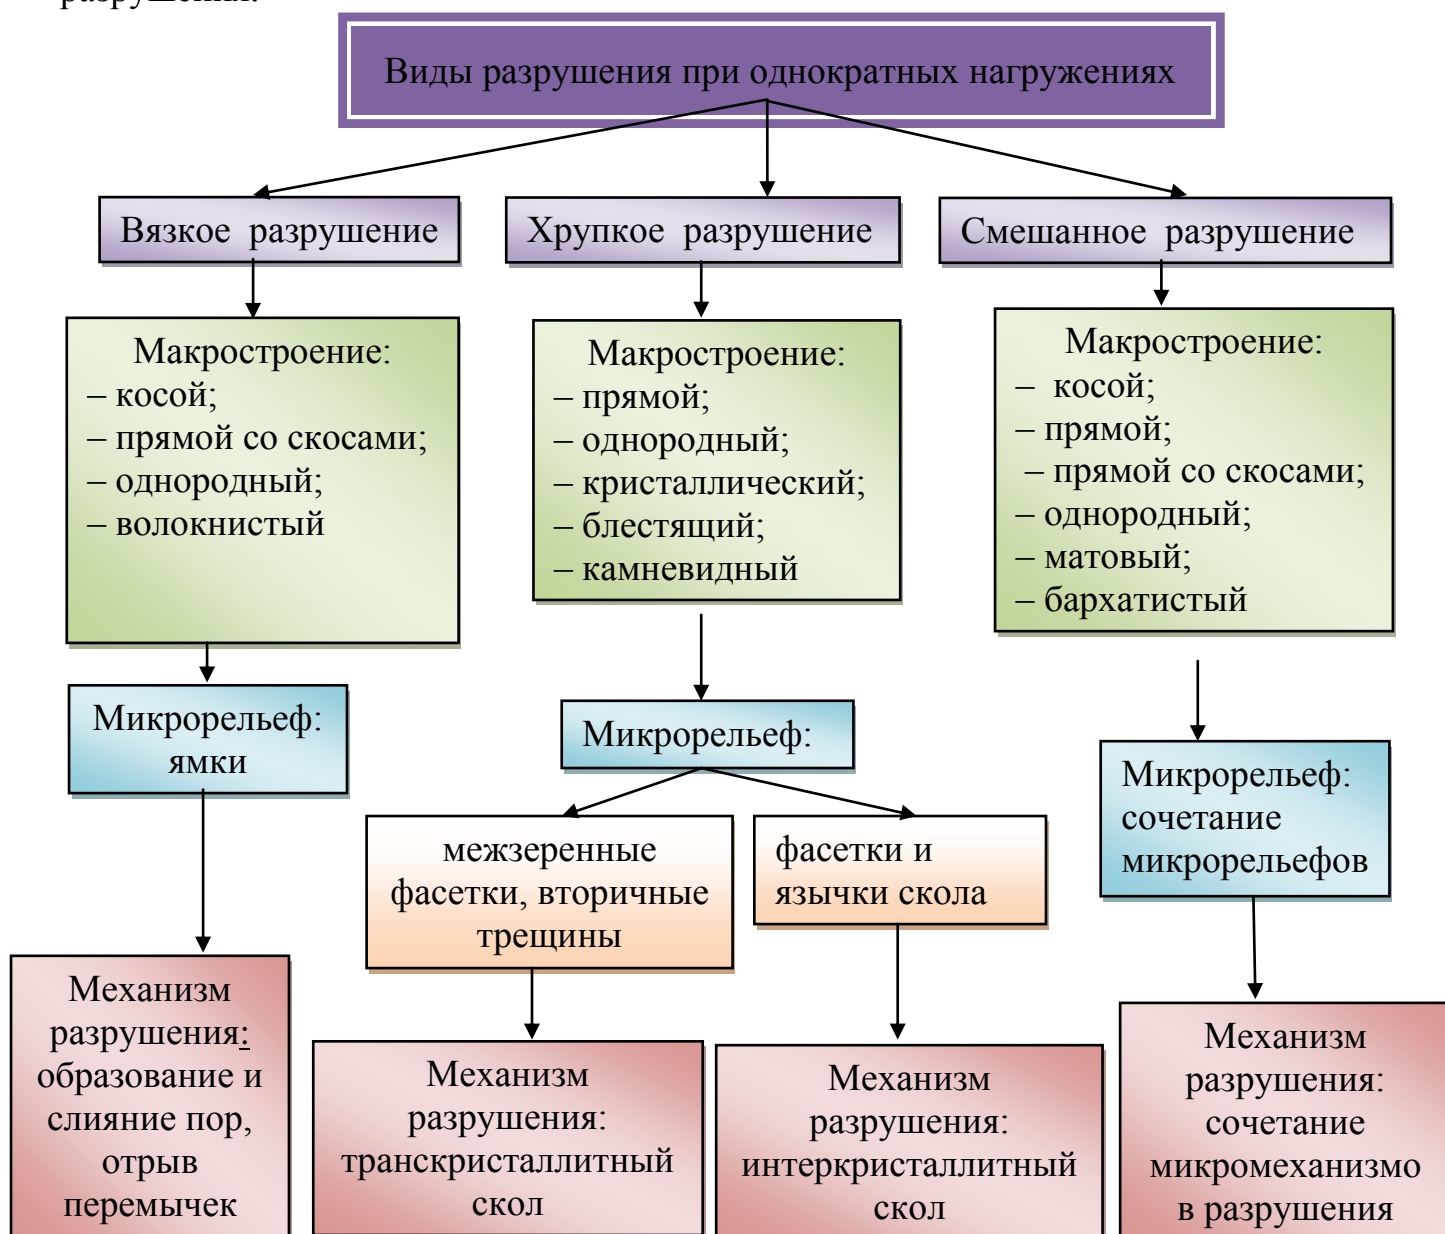 разрушения.
Виды разрушения при однократных нагружениях
Вязкое разрушение
Хрупкое разрушение
Смешанное разрушение
Макростроение:
– косой;
– прямой со скосами;
– однородный;
– волокнистый
Макростроение:
– прямой;
– однородный;
– кристаллический;
– блестящий;
– камневидный
Макростроение:
– косой;
– прямой;
– прямой со скосами;
– однородный;
– матовый;
– бархатистый
Микрорельеф:
ямки
Микрорельеф:
Микрорельеф:
сочетание
микрорельефов
межзеренные
фасетки, вторичные
трещины
фасетки и
язычки скола
Механизм
разрушения:
образование и
слияние пор,
отрыв
перемычек
Механизм
разрушения:
транскристаллитный
скол
Механизм
разрушения:
интеркристаллитный
скол
Механизм
разрушения:
сочетание
микромеханизмо
в разрушения